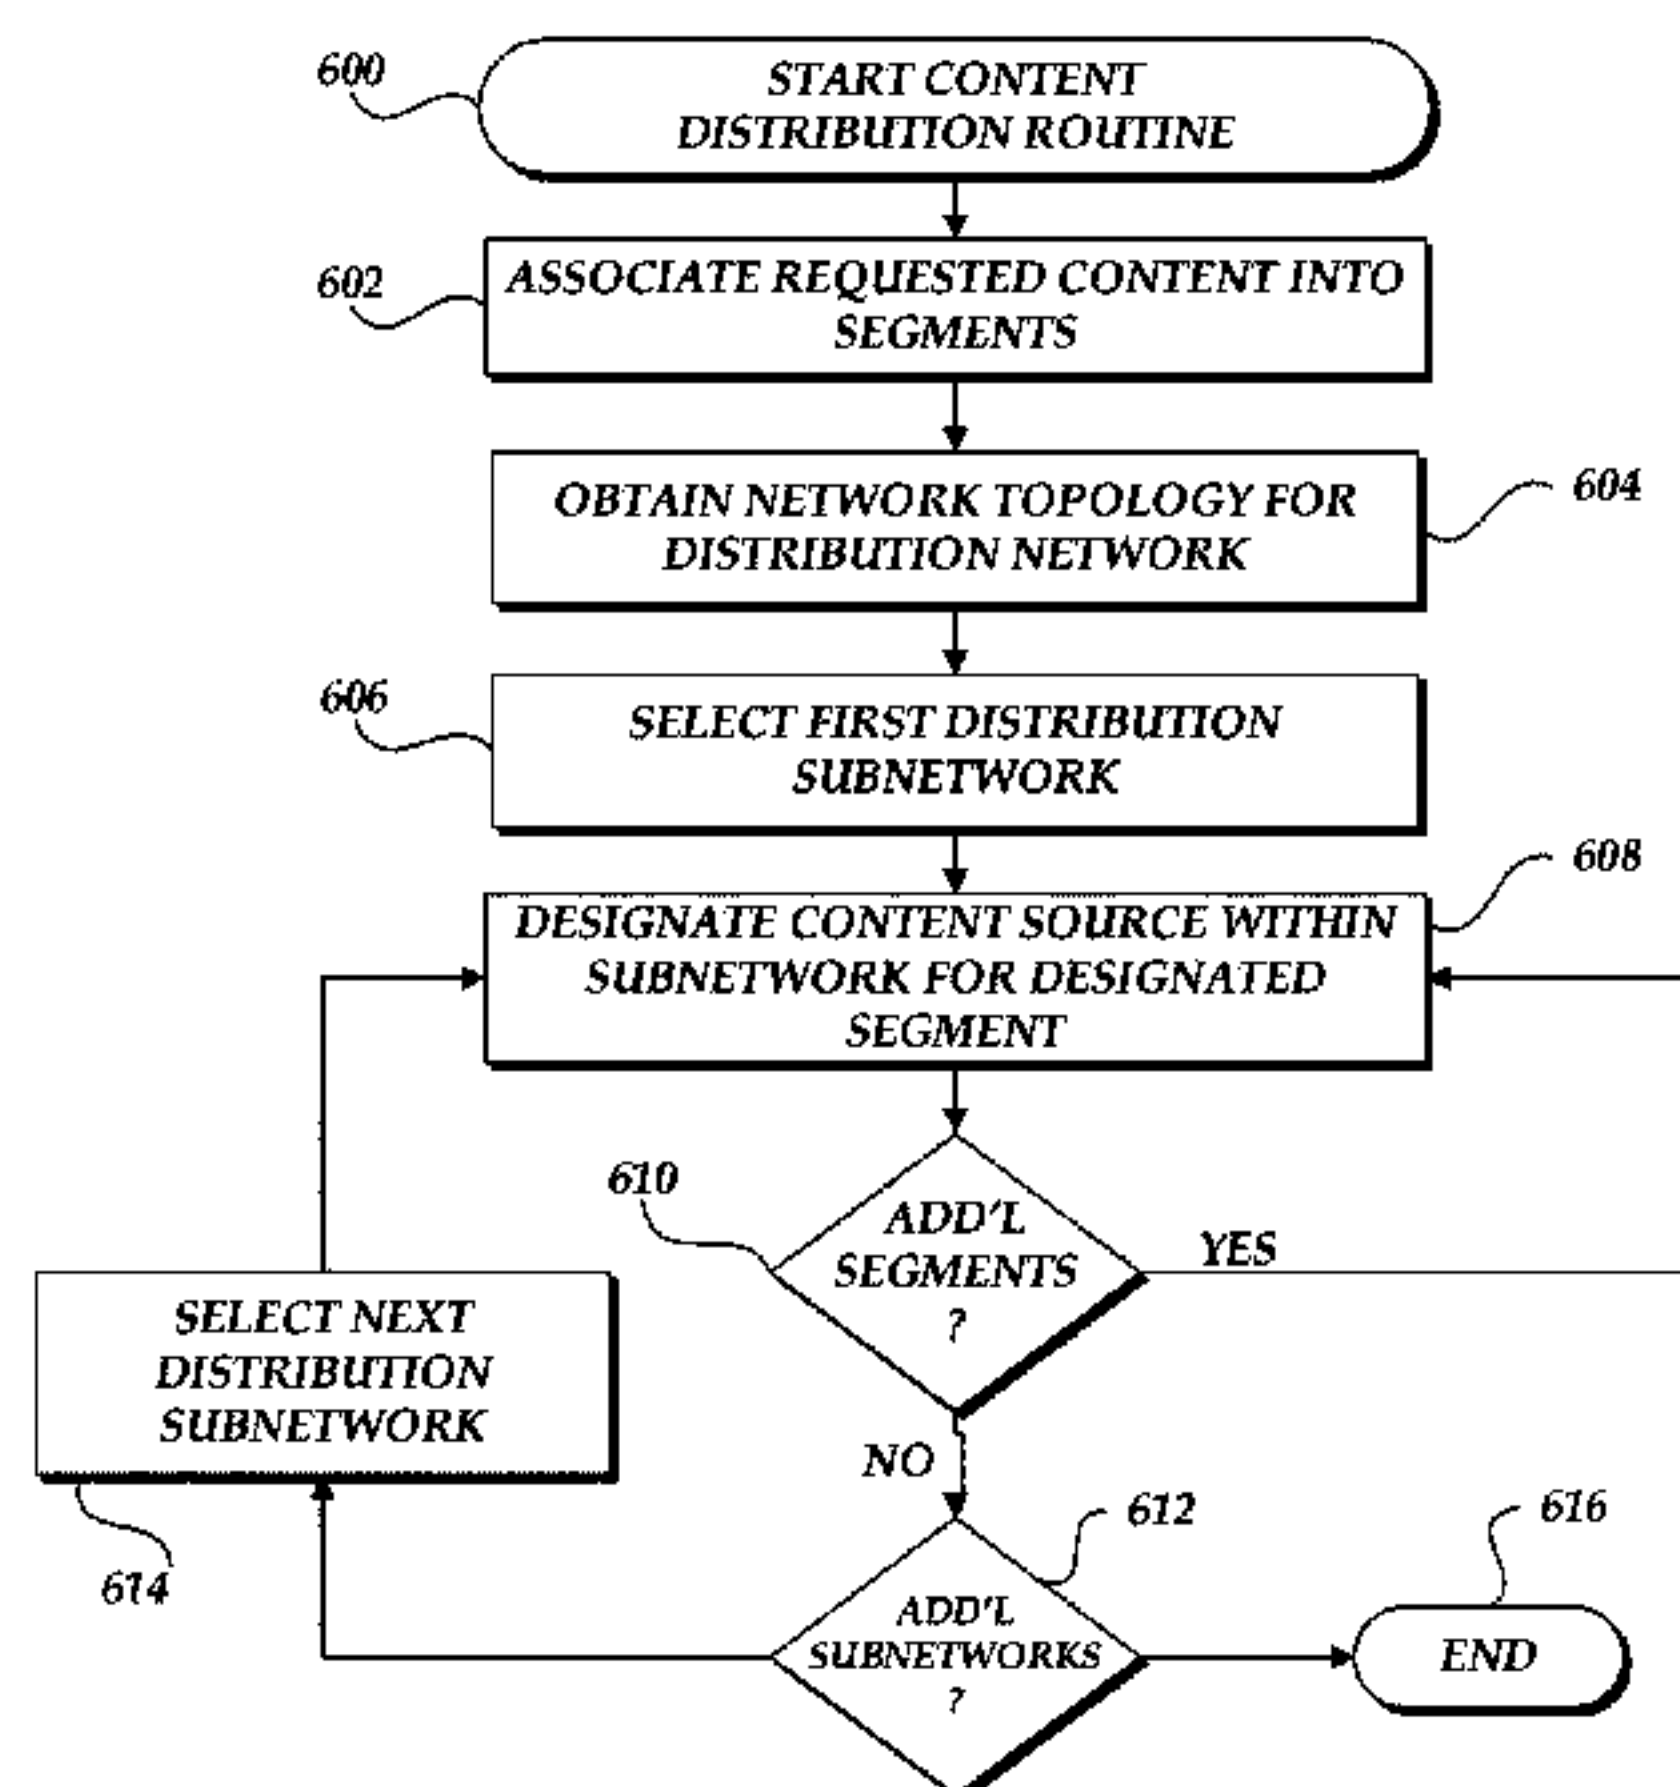 600
START CONTENT
DISTRIBUTION ROUTINE
602
ASSOCIATE REQUESTED CONTENT INTO
SEGMENTS
OBTAIN NETWORK TOPOLOGY FOR
DISTRIBUTION NETWORK
604
606
SELECT FIRST DISTRIBUTION
SUBNETWORK
608
DESIGNATE CONTENT SOURCE WITHIN
SUBNETWORK FOR DESIGNATED
SEGMENT
610
ADD'L
SEGMENTS
?
YES
SELECT NEXT
DISTRIBUTION
SUBNETWORK
614
NO
612
ADD'L
SUBNETWORKS
?
616
END